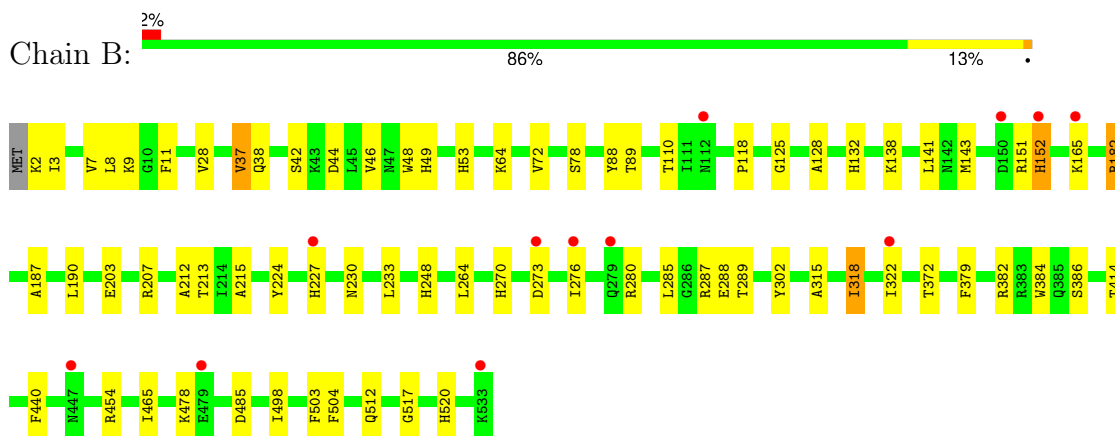 2%
Chain B:
86% 13% •
MET K2 I3 V7 L8 K9 G10 F11 V28 V37 Q38 S42 K43 D44 L45 V46 N47 W48 H49 H53 K64 V72 S78 Y88 T89 T110 I111 N112 P118 G125 A128 H132 K138 L141 N142 M143 D150 R151 H152 K165
A187 L190 E203 R207 A212 T213 I214 A215 Y224 H227 N230 L233 H248 L264 H270 D273 I276 Q279 R280 L285 G286 R287 E288 T289 Y302 A315 I318 I322 T372 F379 R382 R383 W384 Q385 S386
F440 N447 R454 I465 K478 E479 D485 I498 F503 F504 Q512 G517 H520 K533